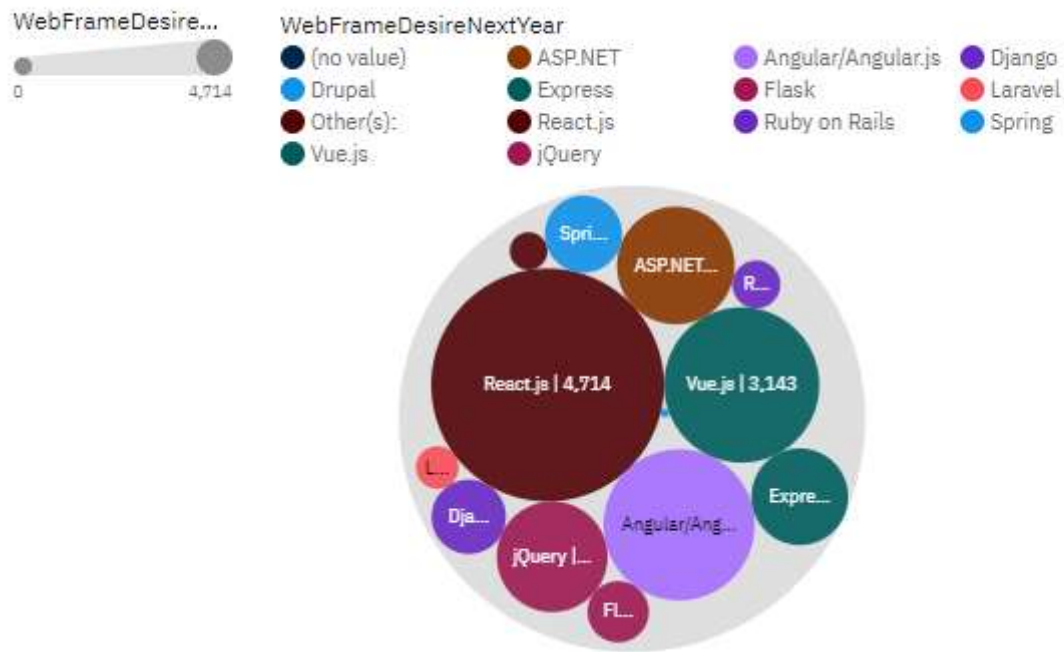 WebFrameDesire...
0 4,714
WebFrameDesireNextYear
(no value) ASP.NET Angular/Angular.js Django
Drupal Express Flask Laravel
Other(s): React.js Ruby on Rails Spring
Vue.js jQuery
Spri...
ASP.NET...
R...
React.js | 4,714
Vue.js | 3,143
L...
Expre...
Dja...
Angular/Ang...
jQuery |...
Fl...